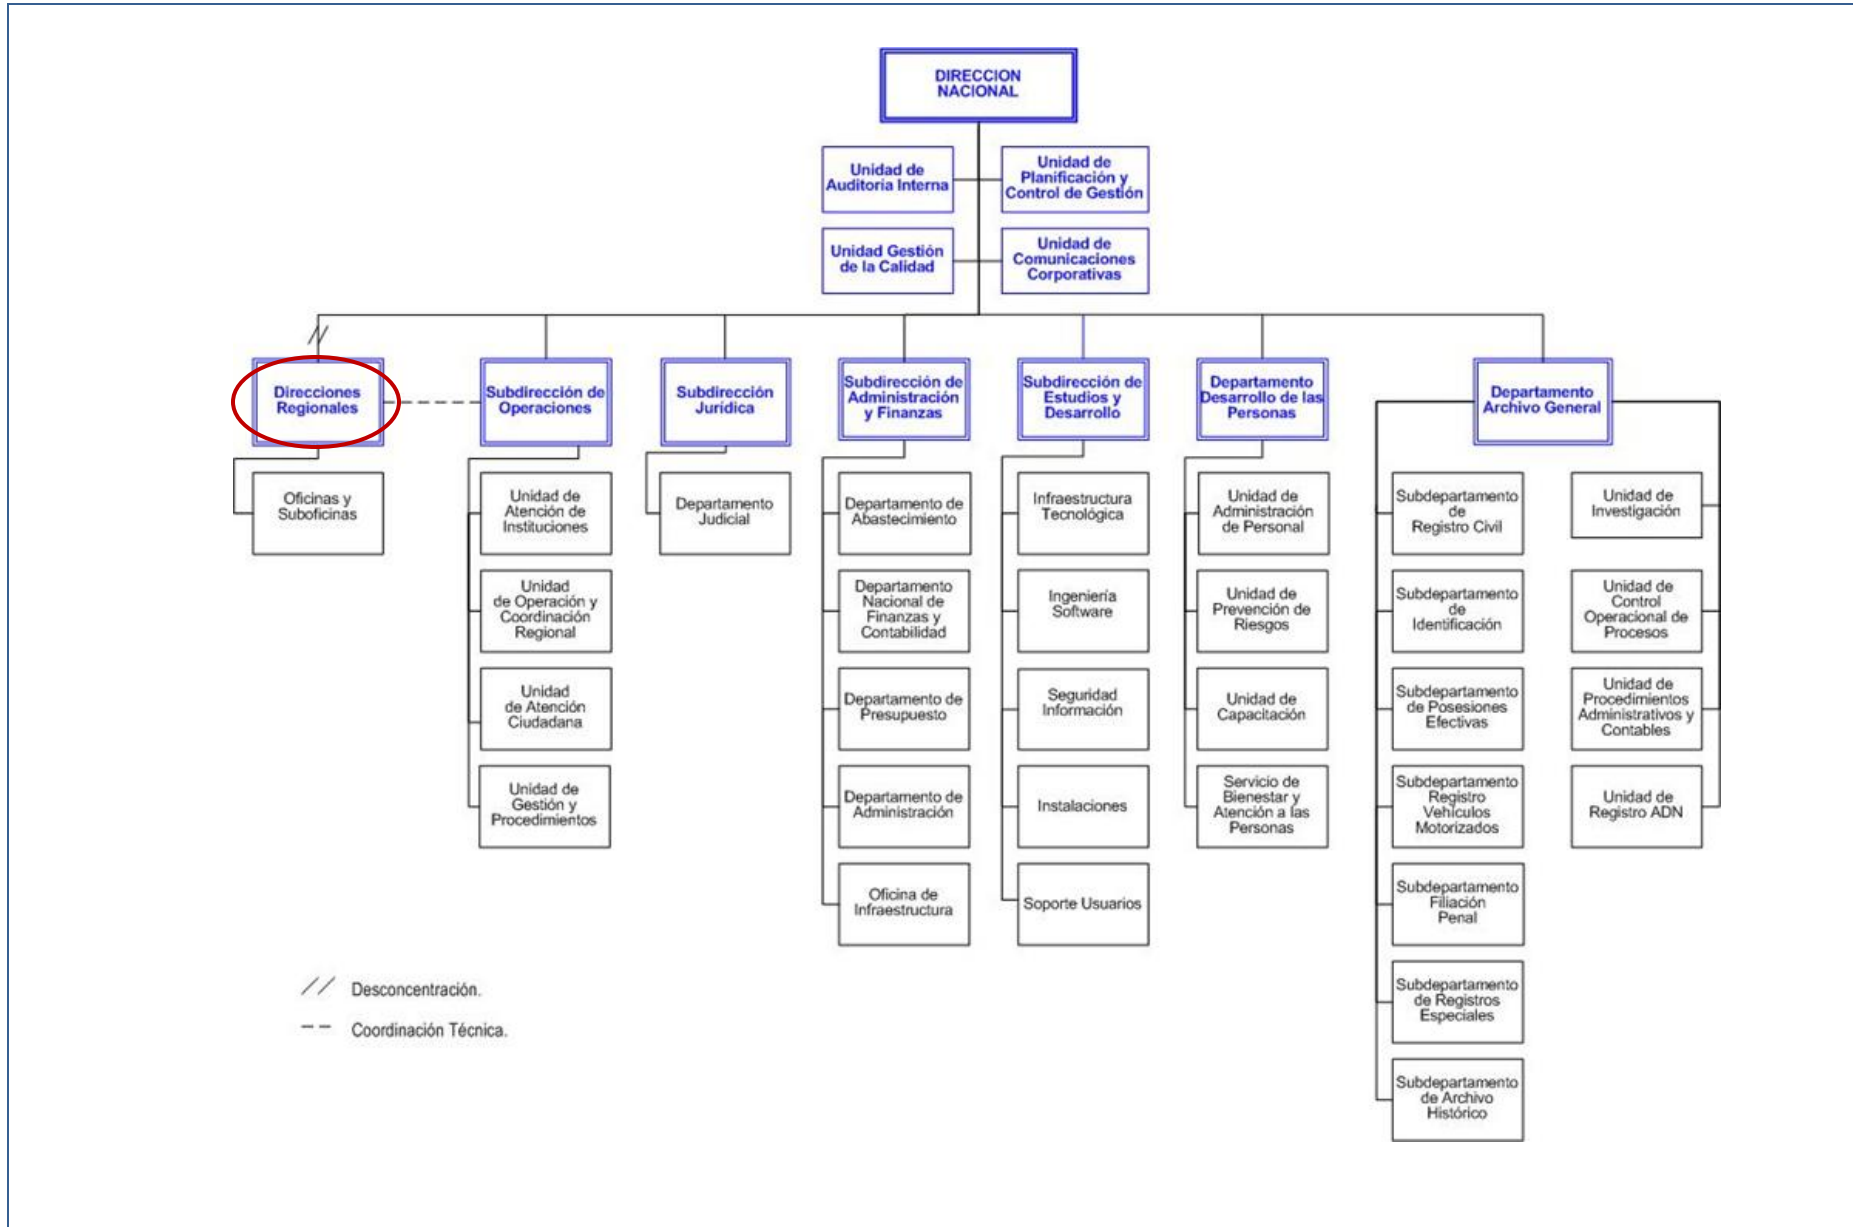 DIRECCION
NACIONAL
Unidad de
Auditoria Interna
Unidad de
Planificación y
Control de Gestión
Unidad Gestión
de la Calidad
Unidad de
Comunicaciones
Corporativas
Direcciones
Regionales
Subdirección de
Operaciones
Subdirección
Jurídica
Subdirección de
Administración
y Finanzas
Subdirección de
Estudios y
Desarrollo
Departamento
Desarrollo de las
Personas
Departamento
Archivo General
Oficinas y
Suboficinas
Unidad de
Atención de
Instituciones
Unidad
de Operación y
Coordinación
Regional
Unidad
de Atención
Ciudadana
Unidad de
Gestión y
Procedimientos
Departamento
Judicial
Departamento de
Abastecimiento
Departamento
Nacional de
Finanzas y
Contabilidad
Departamento de
Presupuesto
Departamento de
Administración
Oficina de
Infraestructura
Infraestructura
Tecnológica
Ingeniería
Software
Seguridad
Información
Instalaciones
Soporte Usuarios
Unidad de
Administración
de Personal
Unidad de
Prevención de
Riesgos
Unidad de
Capacitación
Servicio de
Bienestar y
Atención a las
Personas
Subdepartamento
de
Registro Civil
Subdepartamento
de
Identificación
Subdepartamento
de Posesiones
Efectivas
Subdepartamento
Registro
Vehículos
Motorizados
Subdepartamento
Filiación
Penal
Subdepartamento
de Registros
Especiales
Subdepartamento
de Archivo
Histórico
Unidad de
Investigación
Unidad de
Control
Operacional de
Procesos
Unidad de
Procedimientos
Administrativos y
Contables
Unidad de
Registro ADN
Desconcentración.
Coordinación Técnica.